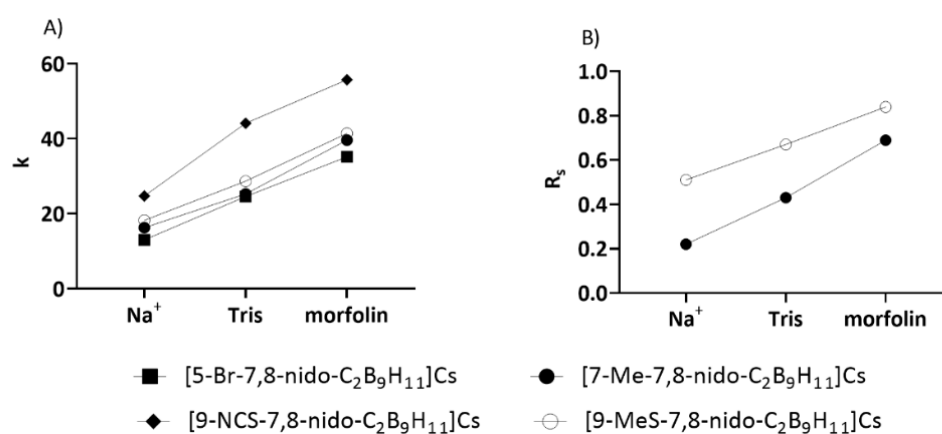 A)
k
60
40
20
0
Na⁺ Tris morfolin
B)
Rₛ
1.0
0.8
0.6
0.4
0.2
0.0
Na⁺ Tris morfolin
[5-Br-7,8-nido-C₂B₉H₁₁]Cs
[7-Me-7,8-nido-C₂B₉H₁₁]Cs
[9-NCS-7,8-nido-C₂B₉H₁₁]Cs
[9-MeS-7,8-nido-C₂B₉H₁₁]Cs